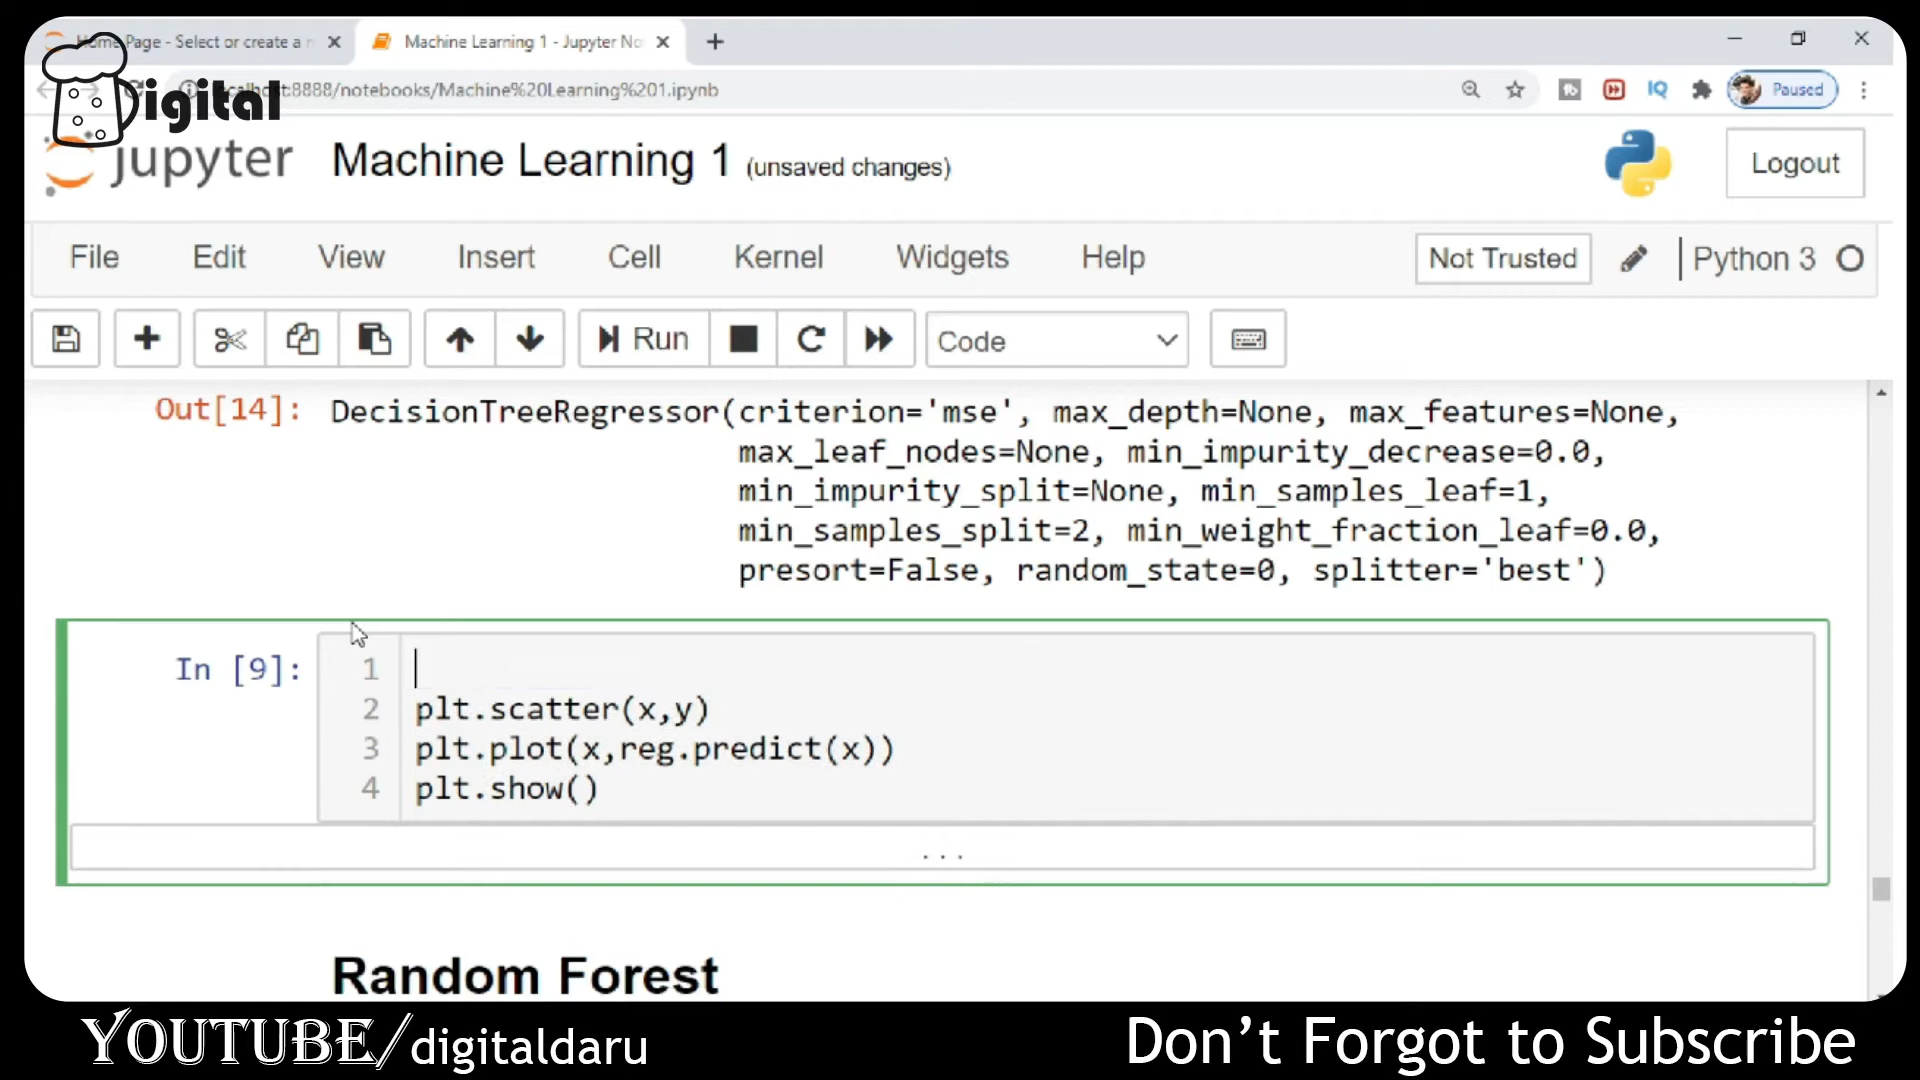 Home Page - Select or create a n
Machine Learning 1 - Jupyter No
localhost:8888/notebooks/Machine%20Learning%201.ipynb
Paused
IQ
Digital
jupyter
Machine Learning 1 (unsaved changes)
Logout
File Edit View Insert Cell Kernel Widgets Help
Not Trusted
Python 3
Run
Code
Out[14]: DecisionTreeRegressor(criterion='mse', max_depth=None, max_features=None,
max_leaf_nodes=None, min_impurity_decrease=0.0,
min_impurity_split=None, min_samples_leaf=1,
min_samples_split=2, min_weight_fraction_leaf=0.0,
presort=False, random_state=0, splitter='best')
In [9]: 1
2 plt.scatter(x,y)
3 plt.plot(x,reg.predict(x))
4 plt.show()
...
Random Forest
YOUTUBE/digitaldaru
Don't Forgot to Subscribe